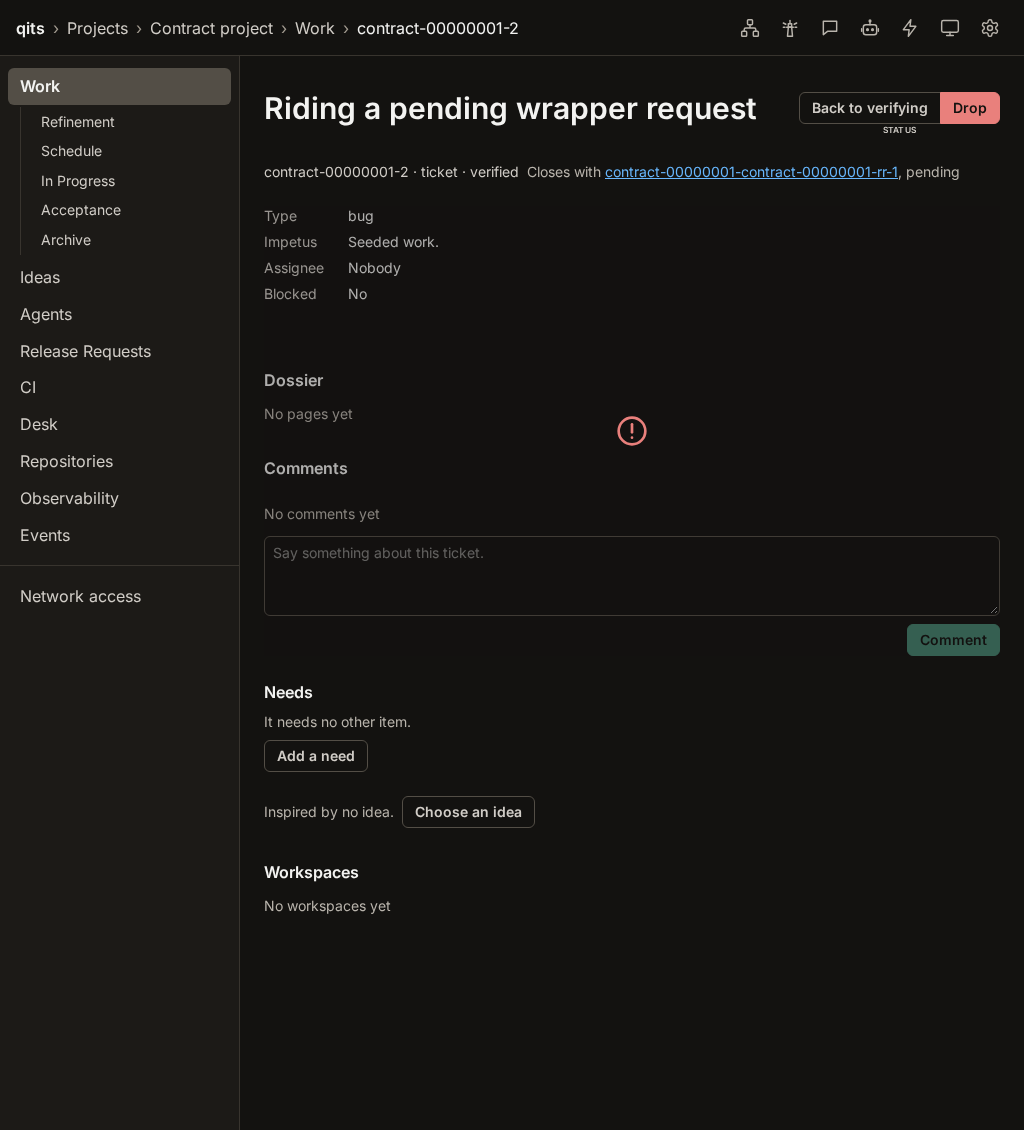 qits › Projects › Contract project › Work › contract-00000001-2
Work
Refinement
Schedule
In Progress
Acceptance
Archive
Ideas
Agents
Release Requests
CI
Desk
Repositories
Observability
Events
Network access
Riding a pending wrapper request
Back to verifying
Drop
STATUS
contract-00000001-2 · ticket · verified Closes with contract-00000001-contract-00000001-rr-1, pending
Type bug
Impetus Seeded work.
Assignee Nobody
Blocked No
Dossier
No pages yet
Comments
No comments yet
Say something about this ticket.
Comment
Needs
It needs no other item.
Add a need
Inspired by no idea. Choose an idea
Workspaces
No workspaces yet